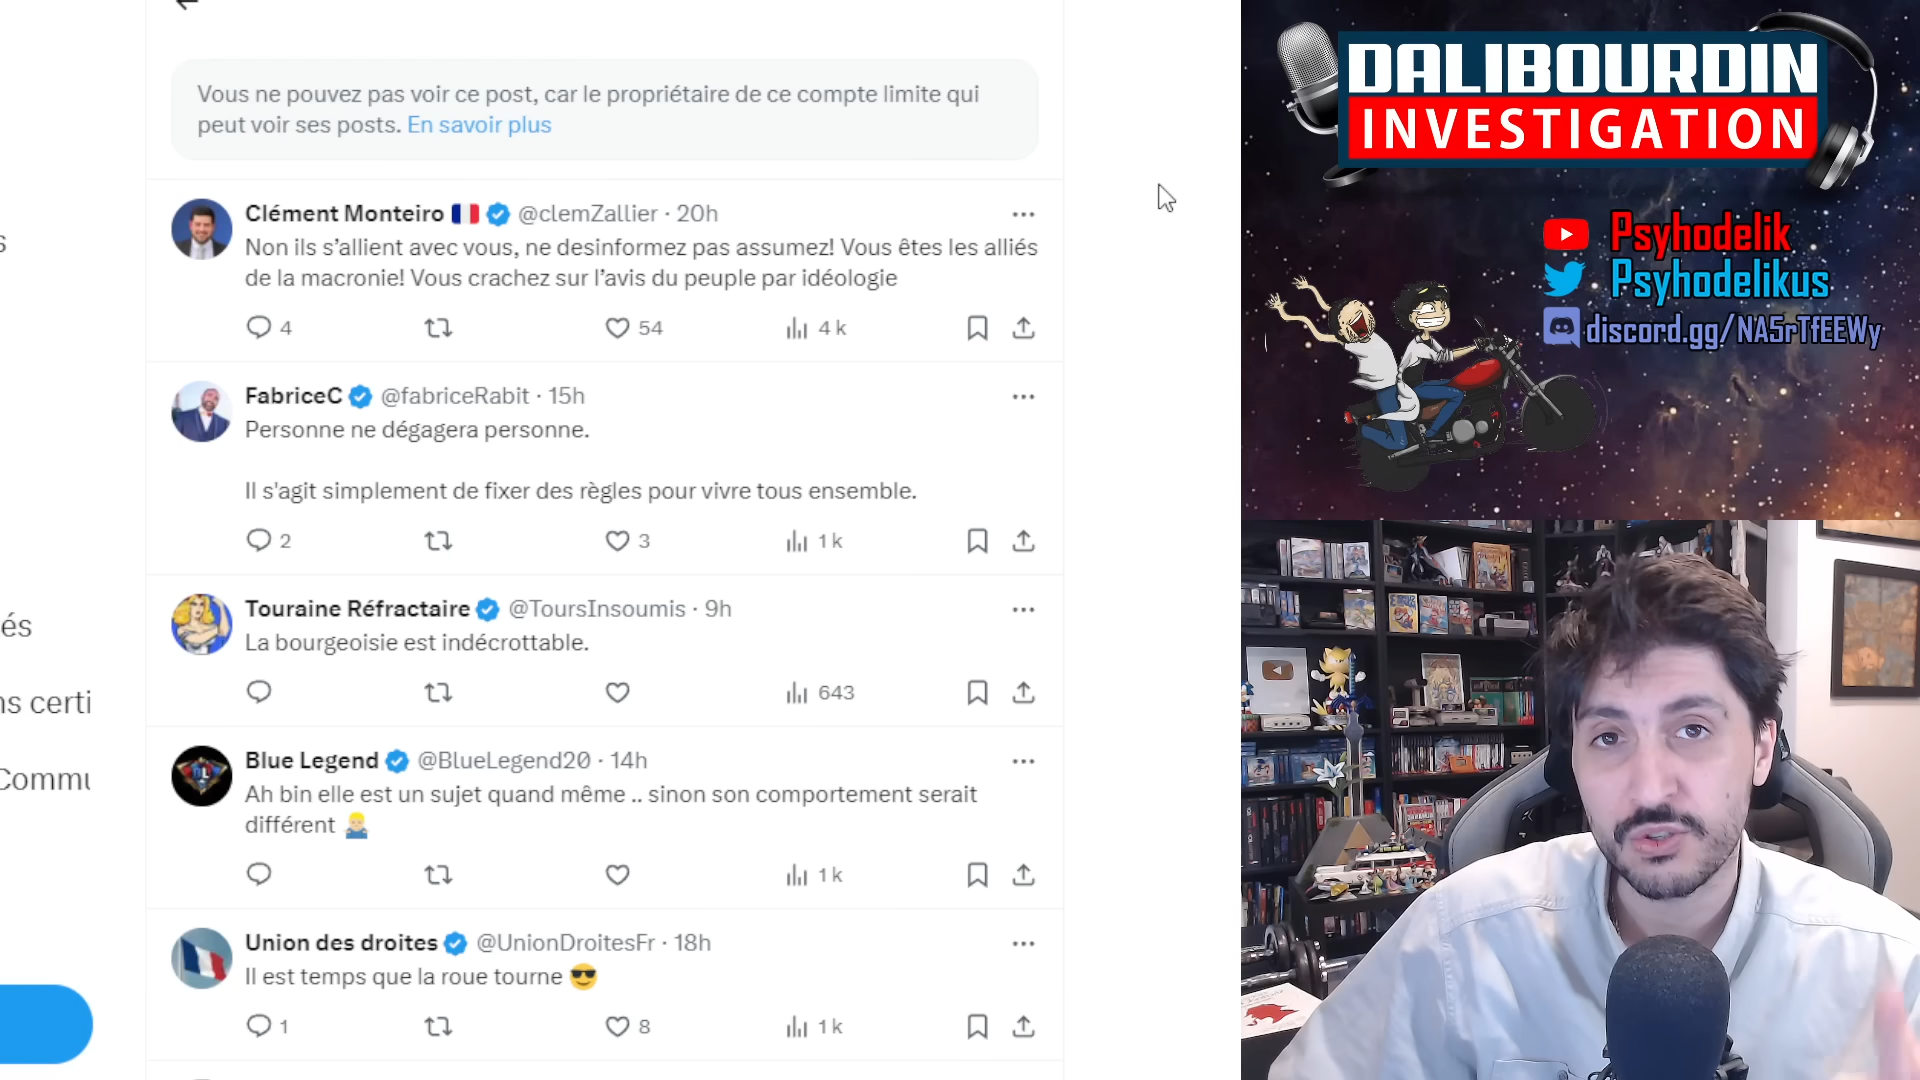 Vous ne pouvez pas voir ce post, car le propriétaire de ce compte limite qui
peut voir ses posts. En savoir plus
Clément Monteiro 🇫🇷 @clemZallier · 20h
Non ils s’allient avec vous, ne desinformez pas assumez! Vous êtes les alliés
de la macronie! Vous crachez sur l’avis du peuple par idéologie
4 54 4 k
FabriceC @fabriceRabit · 15h
Personne ne dégagera personne.
Il s'agit simplement de fixer des règles pour vivre tous ensemble.
2 3 1 k
Touraine Réfractaire @ToursInsoumis · 9h
La bourgeoisie est indécrottable.
643
Blue Legend @BlueLegend20 · 14h
Ah bin elle est un sujet quand même .. sinon son comportement serait
différent
1 k
Union des droites @UnionDroitesFr · 18h
Il est temps que la roue tourne 😎
1 8 1 k
és
ns certi
Commu
DALIBOURDIN
INVESTIGATION
Psyhodelik
Psyhodelikus
discord.gg/NA5rTfEEWy